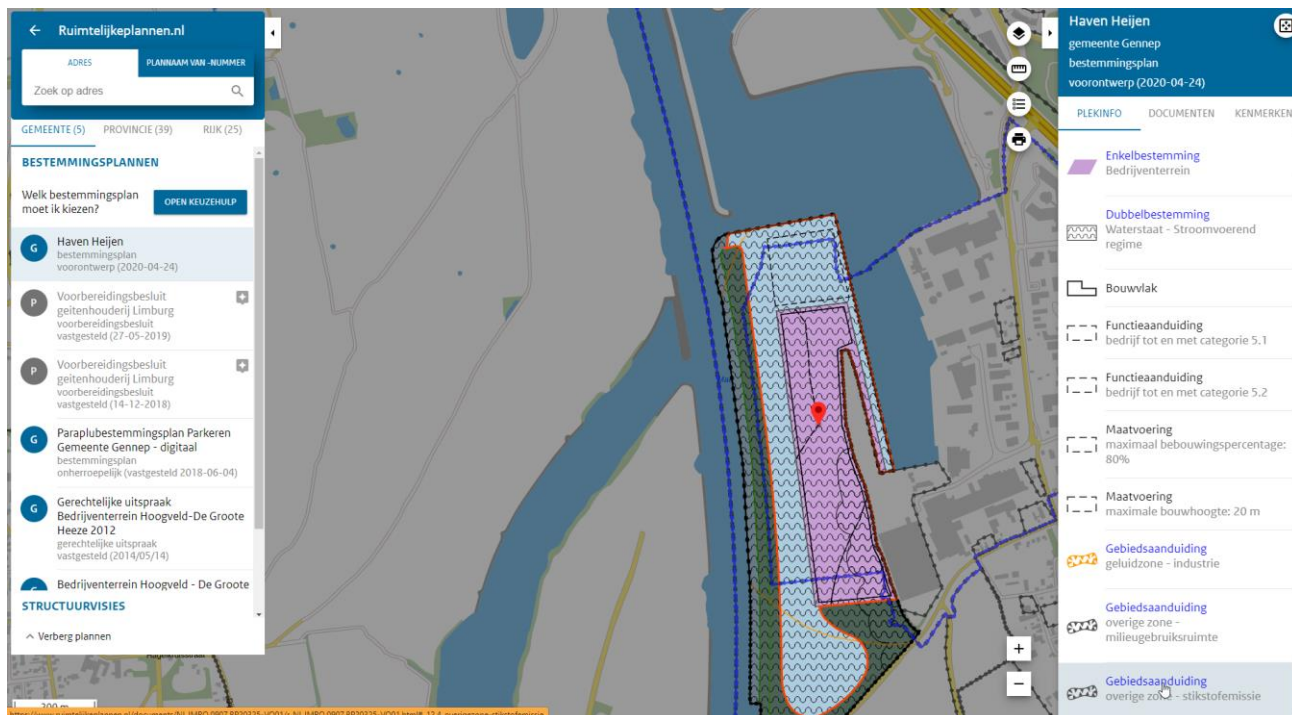 Ruimtelijkeplannen.nl
ADRES
PLANNAAM VAN -NUMMER
Zoek op adres
GEMEENTE (5)
PROVINCIE (39)
RIJK (25)
BESTEMMINGSPLANNEN
Welk bestemmingsplan
moet ik kiezen?
OPEN KEUZEHULP
G
Haven Heijen
bestemmingsplan
voorontwerp (2020-04-24)
P
Voorbereidingsbesluit
geitenhouderij Limburg
voorbereidingsbesluit
vastgesteld (27-05-2019)
P
Voorbereidingsbesluit
geitenhouderij Limburg
voorbereidingsbesluit
vastgesteld (14-12-2018)
G
Paraplubestemmingsplan Parkeren
Gemeente Gennep - digitaal
bestemmingsplan
onherroepelijk (vastgesteld 2018-06-04)
G
Gerechtelijke uitspraak
Bedrijventerrein Hoogveld-De Groote
Heeze 2012
gerechtelijke uitspraak
vastgesteld (2014/05/14)
Bedrijventerrein Hoogveld - De Groote
STRUCTUURVISIES
Verberg plannen
200 m
Haven Heijen
gemeente Gennep
bestemmingsplan
voorontwerp (2020-04-24)
PLEKINFO
DOCUMENTEN
KENMERKEN
Enkelbestemming
Bedrijventerrein
Dubbelbestemming
Waterstaat - Stroomvoerend
regime
Bouwvlak
Functieaanduiding
bedrijf tot en met categorie 5.1
Functieaanduiding
bedrijf tot en met categorie 5.2
Maatvoering
maximaal bebouwingspercentage:
80%
Maatvoering
maximale bouwhoogte: 20 m
Gebiedsaanduiding
geluidzone - industrie
Gebiedsaanduiding
overige zone -
milieugebruiksruimte
Gebiedsaanduiding
overige zone - stikstofemissie